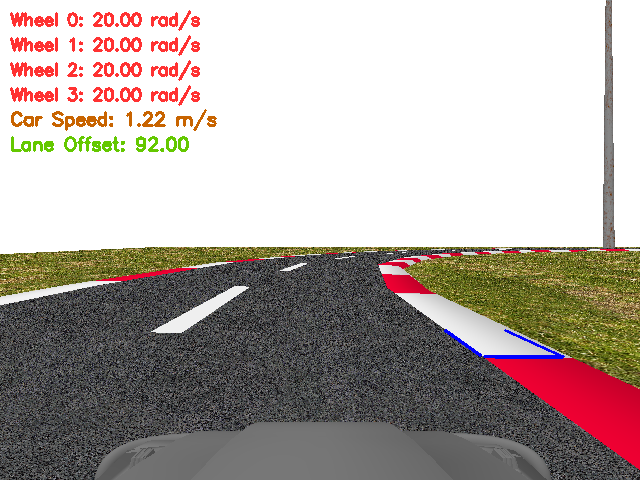 Wheel 0: 20.00 rad/s
Wheel 1: 20.00 rad/s
Wheel 2: 20.00 rad/s
Wheel 3: 20.00 rad/s
Car Speed: 1.22 m/s
Lane Offset: 92.00